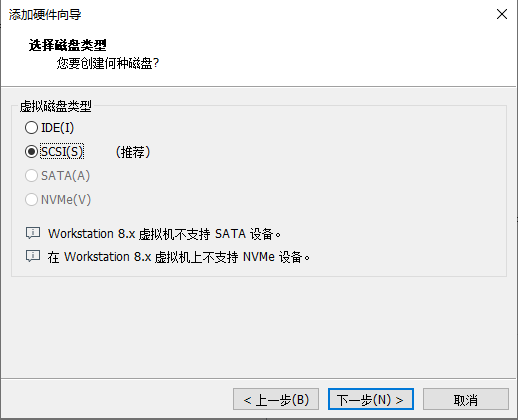 添加硬件向导
选择磁盘类型
您要创建何种磁盘?
虚拟磁盘类型
IDE(I)
SCSI(S) (推荐)
SATA(A)
NVMe(V)
Workstation 8.x 虚拟机不支持 SATA 设备。
在 Workstation 8.x 虚拟机上不支持 NVMe 设备。
< 上一步(B) 下一步(N) > 取消